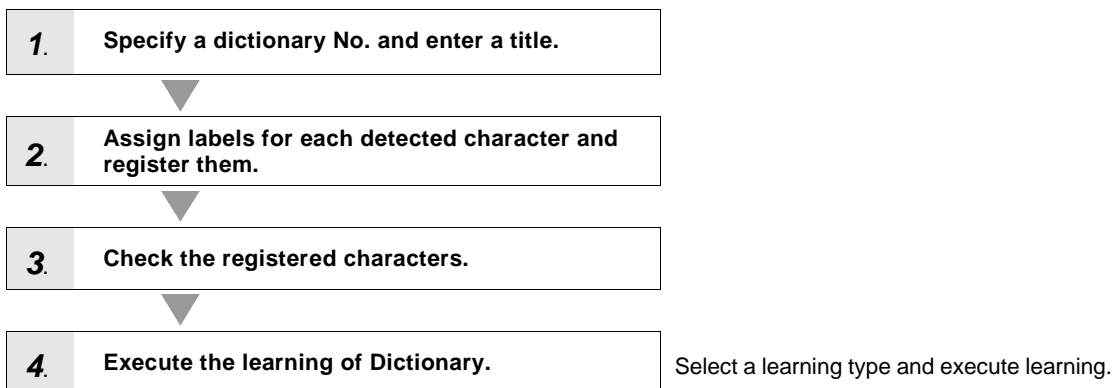 1. Specify a dictionary No. and enter a title.
2. Assign labels for each detected character and
register them.
3. Check the registered characters.
4. Execute the learning of Dictionary. Select a learning type and execute learning.